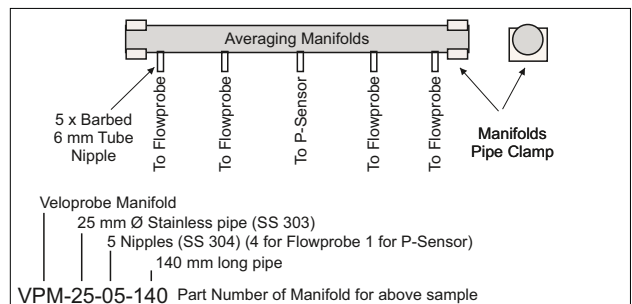 Averaging Manifolds
5 x Barbed
6 mm Tube
Nipple
To Flowprobe
To Flowprobe
To P-Sensor
To Flowprobe
To Flowprobe
Manifolds
Pipe Clamp
Veloprobe Manifold
25 mm Ø Stainless pipe (SS 303)
5 Nipples (SS 304) (4 for Flowprobe 1 for P-Sensor)
140 mm long pipe
VPM-25-05-140 Part Number of Manifold for above sample